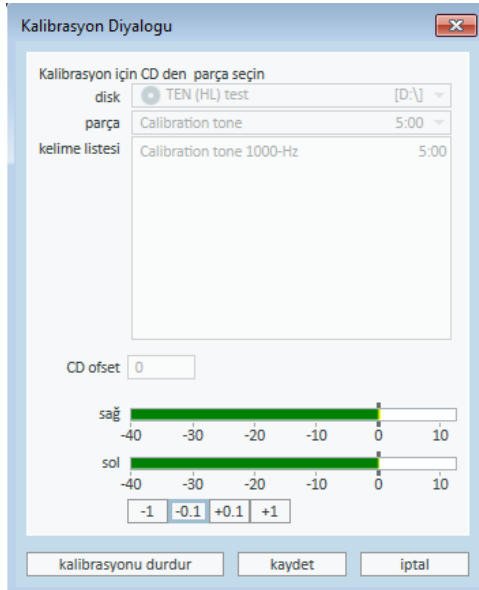 Kalibrasyon Diyalogu
Kalibrasyon için CD den parça seçin
disk TEN (HL) test [D:\]
parça Calibration tone 5:00
kelime listesi Calibration tone 1000-Hz 5:00
CD ofset 0
sağ
-40 -30 -20 -10 0 10
sol
-40 -30 -20 -10 0 10
-1 -0.1 +0.1 +1
kalibrasyonu durdur kaydet iptal